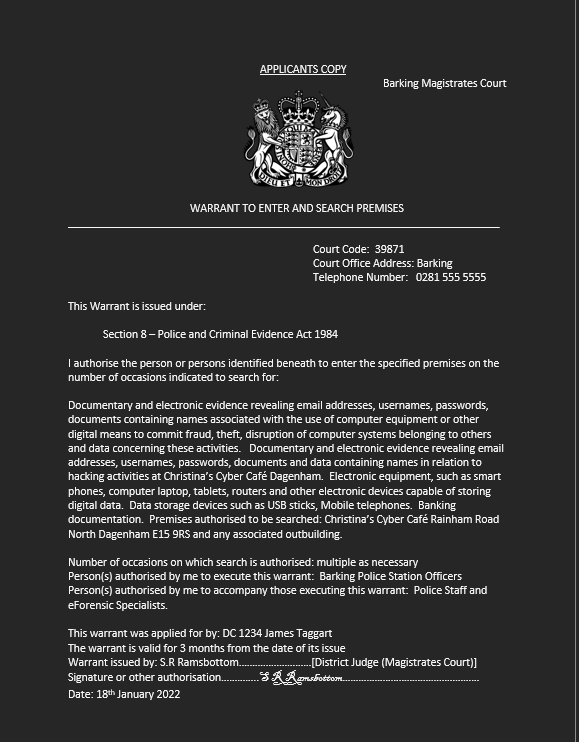 APPLICANTS COPY
Barking Magistrates Court
DIEU ET MON DROIT
WARRANT TO ENTER AND SEARCH PREMISES
Court Code: 39871
Court Office Address: Barking
Telephone Number: 0281 555 5555
This Warrant is issued under:
Section 8 – Police and Criminal Evidence Act 1984
I authorise the person or persons identified beneath to enter the specified premises on the
number of occasions indicated to search for:
Documentary and electronic evidence revealing email addresses, usernames, passwords,
documents containing names associated with the use of computer equipment or other
digital means to commit fraud, theft, disruption of computer systems belonging to others
and data concerning these activities. Documentary and electronic evidence revealing email
addresses, usernames, passwords, documents and data containing names in relation to
hacking activities at Christina's Cyber Café Dagenham. Electronic equipment, such as smart
phones, computer laptop, tablets, routers and other electronic devices capable of storing
digital data. Data storage devices such as USB sticks, Mobile telephones. Banking
documentation. Premises authorised to be searched: Christina's Cyber Café Rainham Road
North Dagenham E15 9RS and any associated outbuilding.
Number of occasions on which search is authorised: multiple as necessary
Person(s) authorised by me to execute this warrant: Barking Police Station Officers
Person(s) authorised by me to accompany those executing this warrant: Police Staff and
eForensic Specialists.
This warrant was applied for by: DC 1234 James Taggart
The warrant is valid for 3 months from the date of its issue
Warrant issued by: S.R Ramsbottom...........................[District Judge (Magistrates Court)]
Signature or other authorisation..............S R Ramsbottom....................................................
Date: 18th January 2022